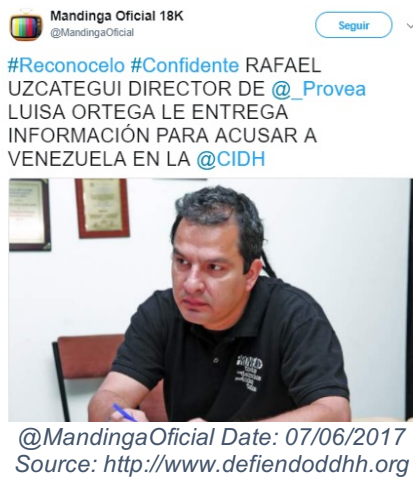 Mandinga Oficial 18K
@MandingaOficial
Seguir
#Reconocelo #Confidente RAFAEL
UZCATEGUI DIRECTOR DE @_Provea
LUISA ORTEGA LE ENTREGA
INFORMACIÓN PARA ACUSAR A
VENEZUELA EN LA @CIDH
@MandingaOficial Date: 07/06/2017
Source: http://www.defiendoddhh.org